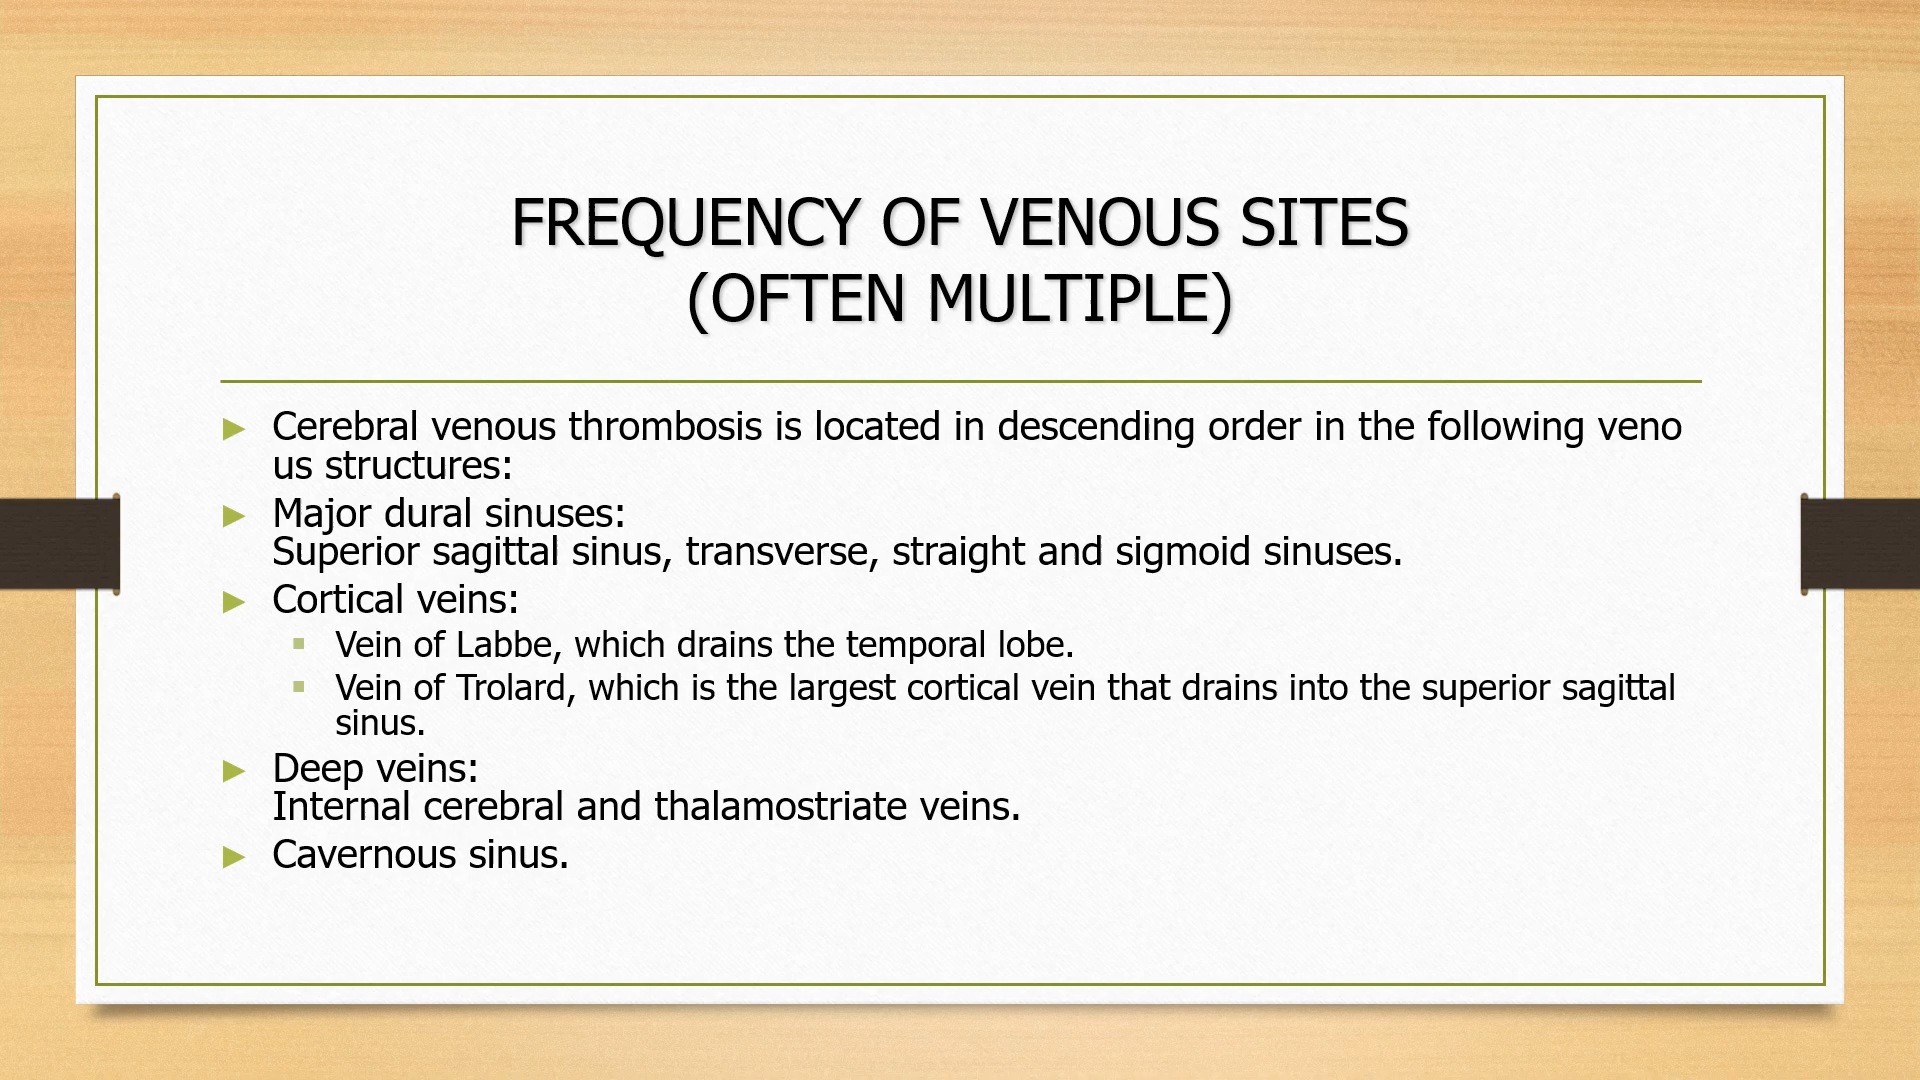 FREQUENCY OF VENOUS SITES
(OFTEN MULTIPLE)
Cerebral venous thrombosis is located in descending order in the following veno
us structures:
Major dural sinuses:
Superior sagittal sinus, transverse, straight and sigmoid sinuses.
Cortical veins:
Vein of Labbe, which drains the temporal lobe.
Vein of Trolard, which is the largest cortical vein that drains into the superior sagittal
sinus.
Deep veins:
Internal cerebral and thalamostriate veins.
Cavernous sinus.